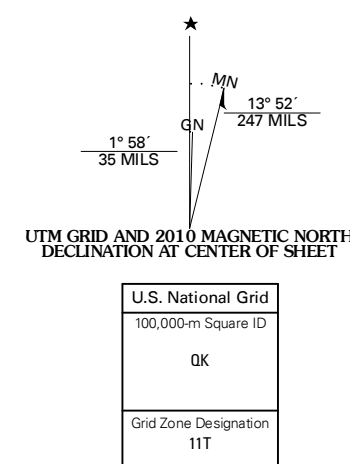 MN
GN
13° 52´
247 MILS
1° 58´
35 MILS
UTM GRID AND 2010 MAGNETIC NORTH
DECLINATION AT CENTER OF SHEET
U.S. National Grid
100,000-m Square ID
QK
Grid Zone Designation
11T